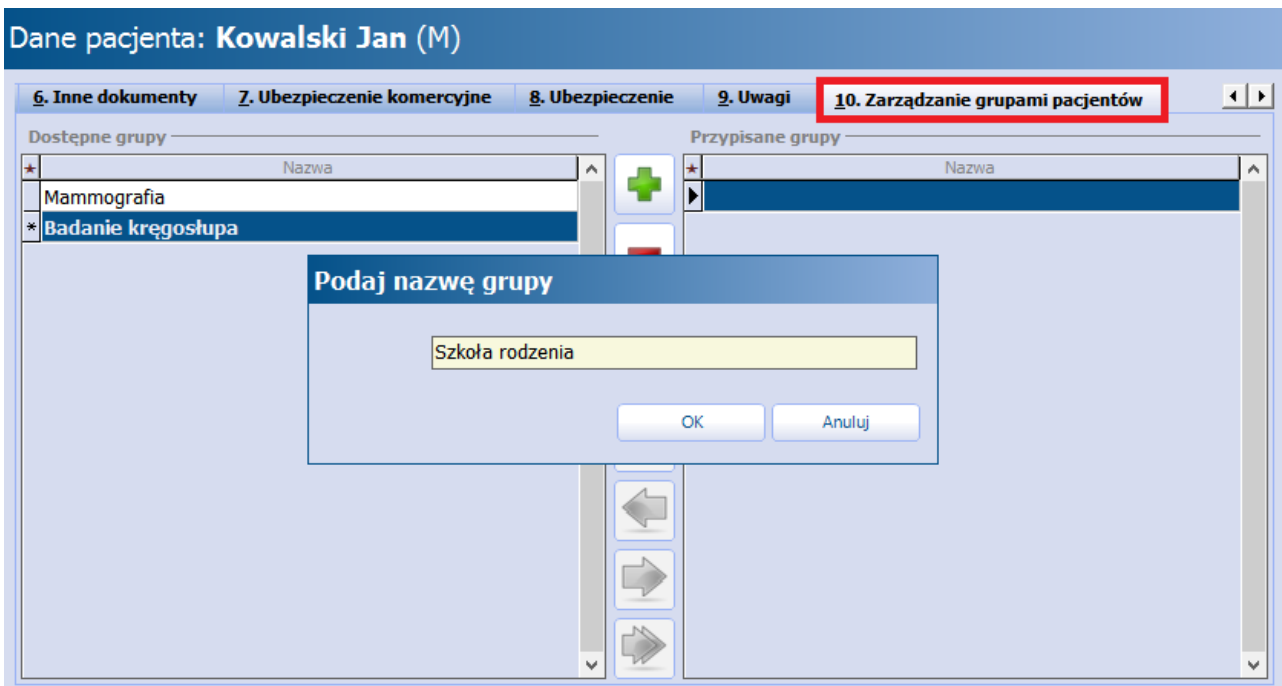 Dane pacjenta: Kowalski Jan (M)
6. Inne dokumenty 7. Ubezpieczenie komercyjne 8. Ubezpieczenie 9. Uwagi 10. Zarządzanie grupami pacjentów
Dostępne grupy
Nazwa
Mammografia
* Badanie kręgosłupa
Przypisane grupy
Nazwa
Podaj nazwę grupy
Szkoła rodzenia
OK Anuluj